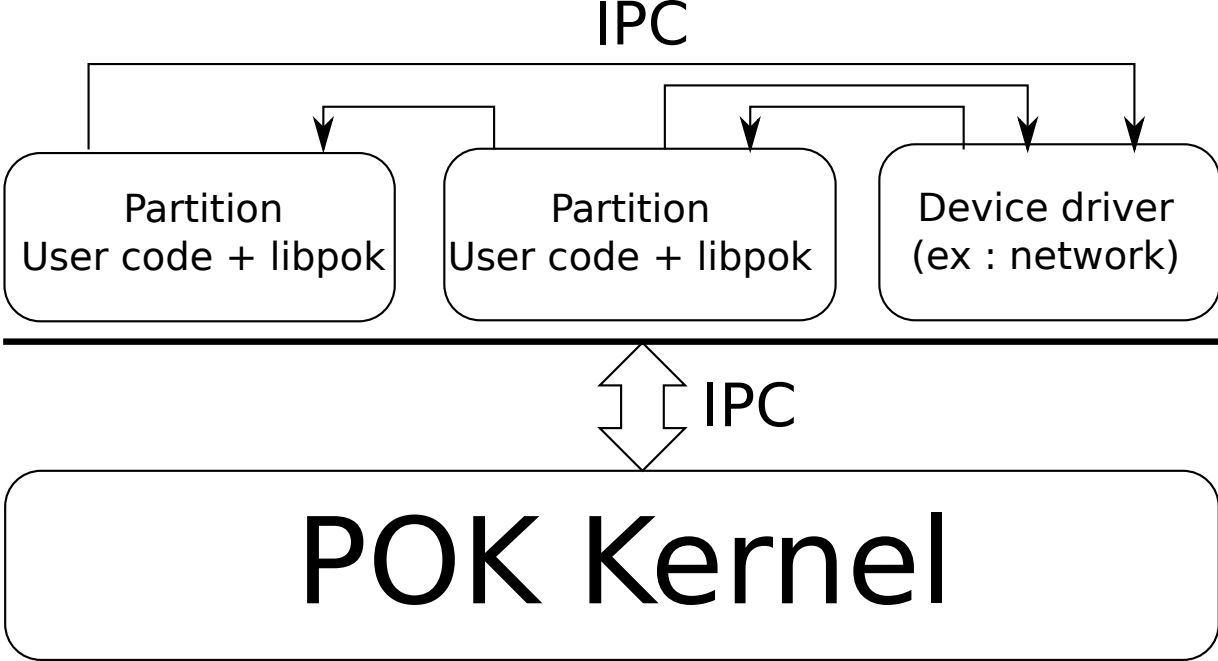 IPC
Partition
User code + libpok
Partition
User code + libpok
Device driver
(ex : network)
IPC
POK Kernel